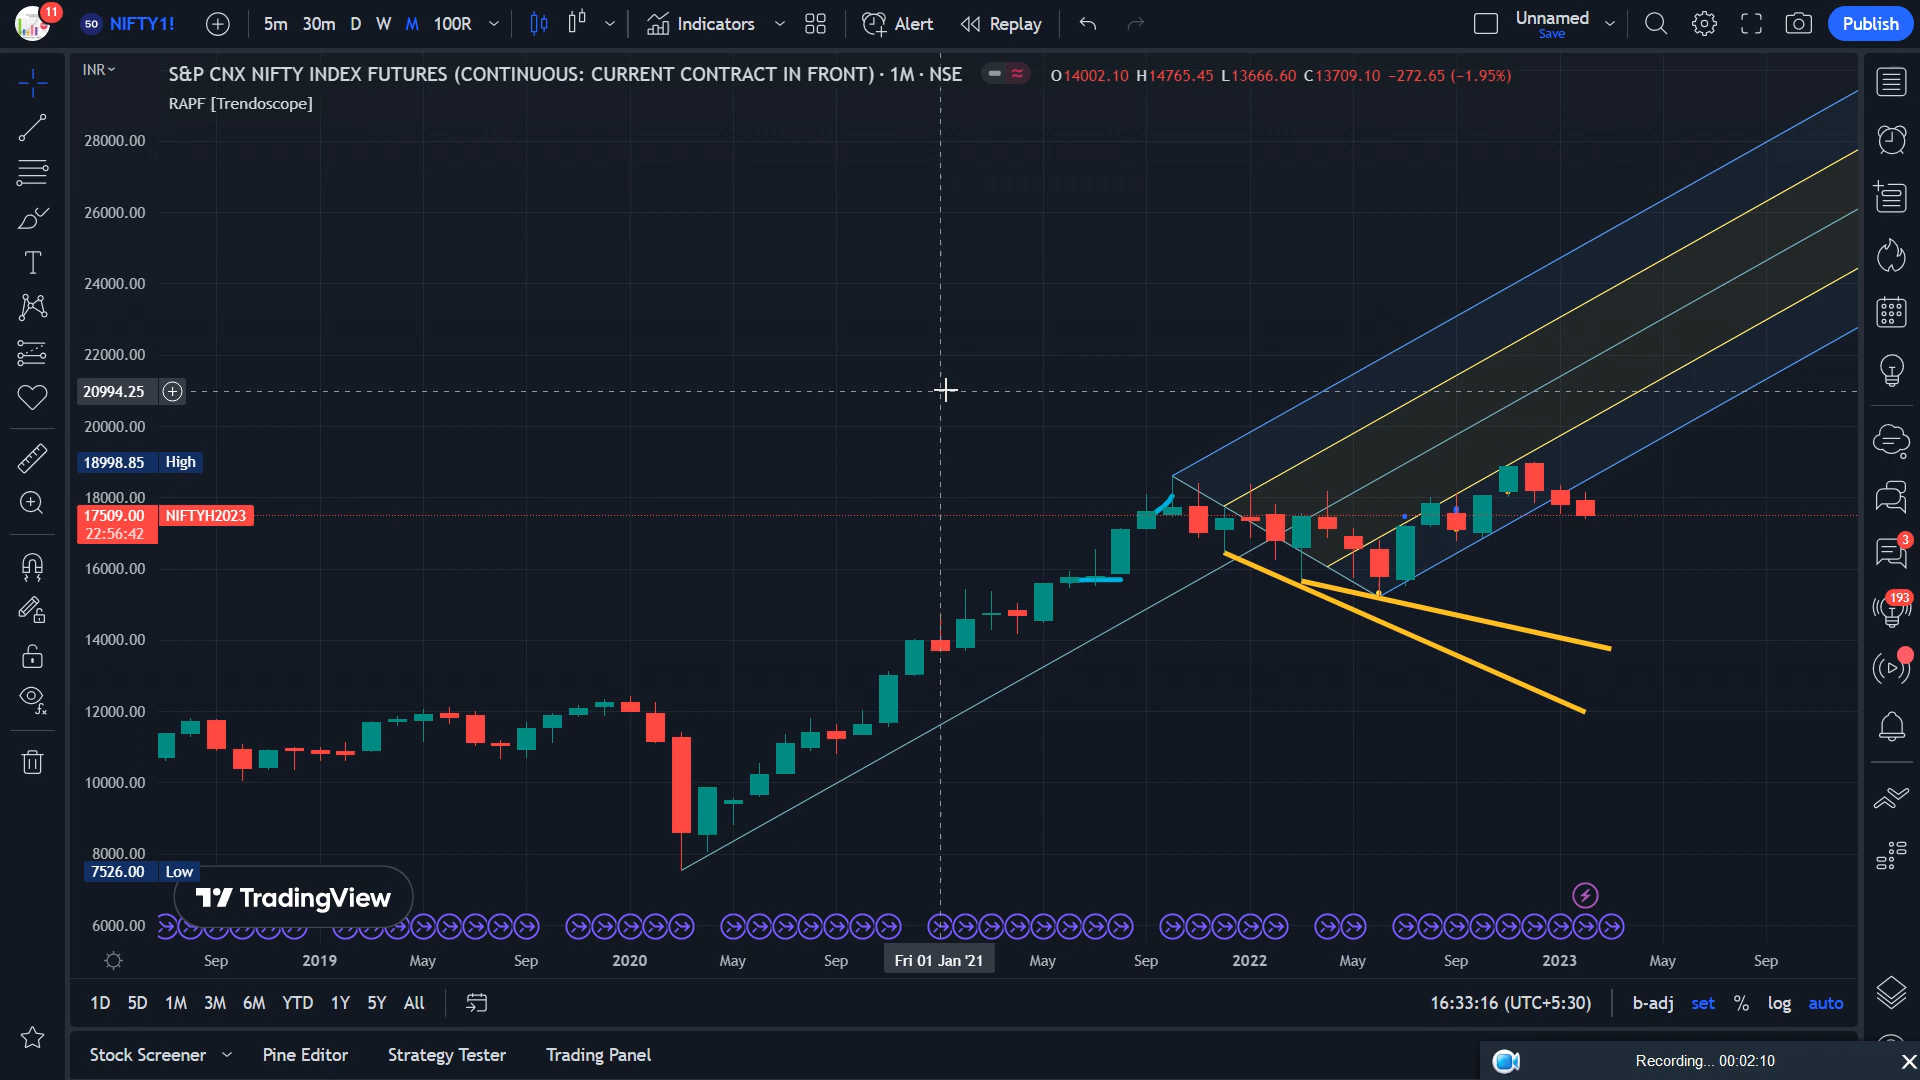 11
50 NIFTY1!
5m 30m D W M 100R
Indicators
Alert
Replay
Unnamed
Save
Publish
INR
S&P CNX NIFTY INDEX FUTURES (CONTINUOUS: CURRENT CONTRACT IN FRONT) · 1M · NSE
O14002.10 H14765.45 L13666.60 C13709.10 −272.65 (−1.95%)
RAPF [Trendoscope]
28000.00
26000.00
24000.00
22000.00
20994.25
20000.00
18998.85 High
18000.00
17509.00 NIFTYH2023
22:56:42
16000.00
14000.00
12000.00
10000.00
8000.00
7526.00 Low
TradingView
6000.00
3
193
Sep 2019 May Sep 2020 May Sep Fri 01 Jan '21 May Sep 2022 May Sep 2023 May Sep
1D 5D 1M 3M 6M YTD 1Y 5Y All
16:33:16 (UTC+5:30)
b-adj set % log auto
Stock Screener
Pine Editor
Strategy Tester
Trading Panel
Recording... 00:02:10